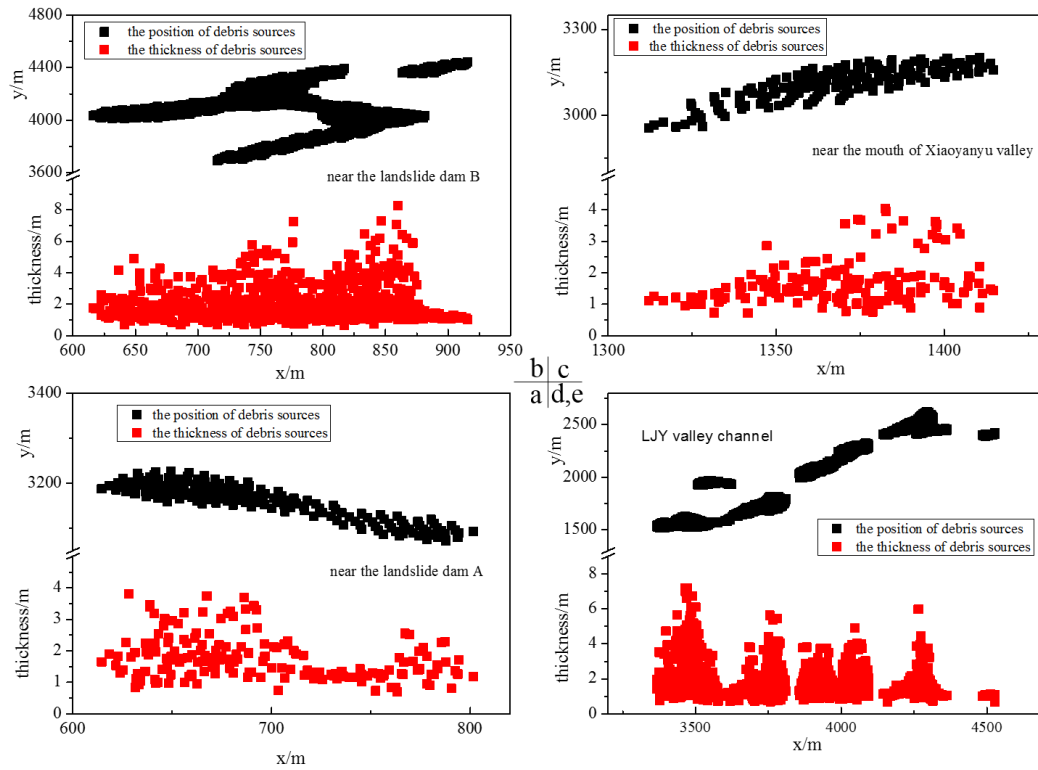 4800
4400
4000
3600
y/m
the position of debris sources
the thickness of debris sources
near the landslide dam B
8
6
4
2
0
thickness/m
600 650 700 750 800 850 900 950
x/m
3300
3000
y/m
the position of debris sources
the thickness of debris sources
near the mouth of Xiaoyanyu valley
5
4
3
2
1
0
thickness/m
1300 1350 1400
x/m
b c
a d,e
3400
3200
y/m
the position of debris sources
the thickness of debris sources
near the landslide dam A
4
3
2
1
0
thickness/m
600 700 800
x/m
2500
2000
1500
y/m
LJY valley channel
the position of debris sources
the thickness of debris sources
8
6
4
2
0
thickness/m
3500 4000 4500
x/m